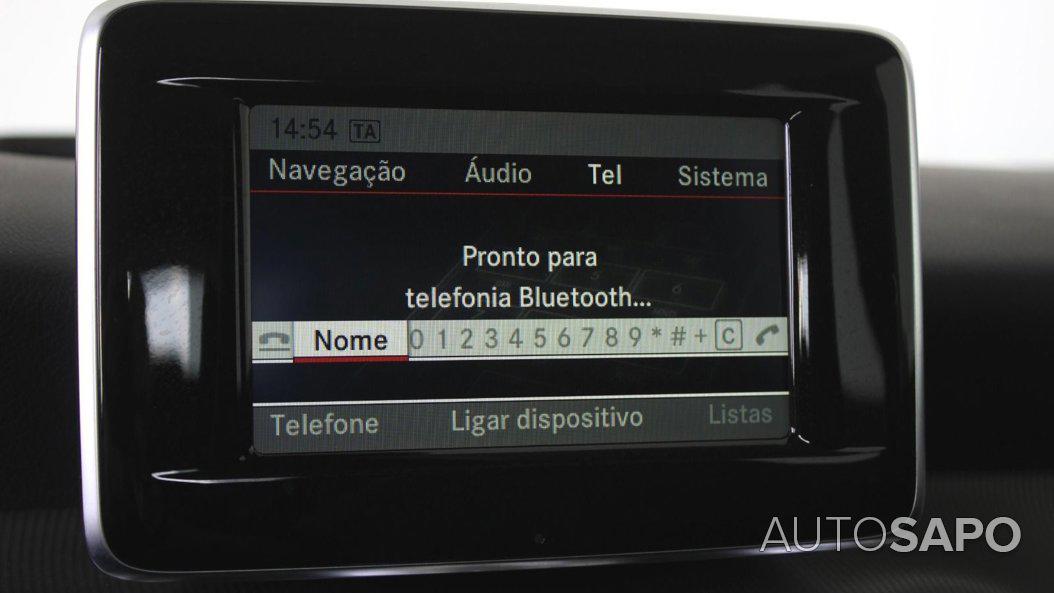 14:54 TA
Navegação Áudio Tel Sistema
Pronto para
telefonia Bluetooth...
Nome 0 1 2 3 4 5 6 7 8 9 * # + C
Telefone Ligar dispositivo Listas
AUTOSAPO